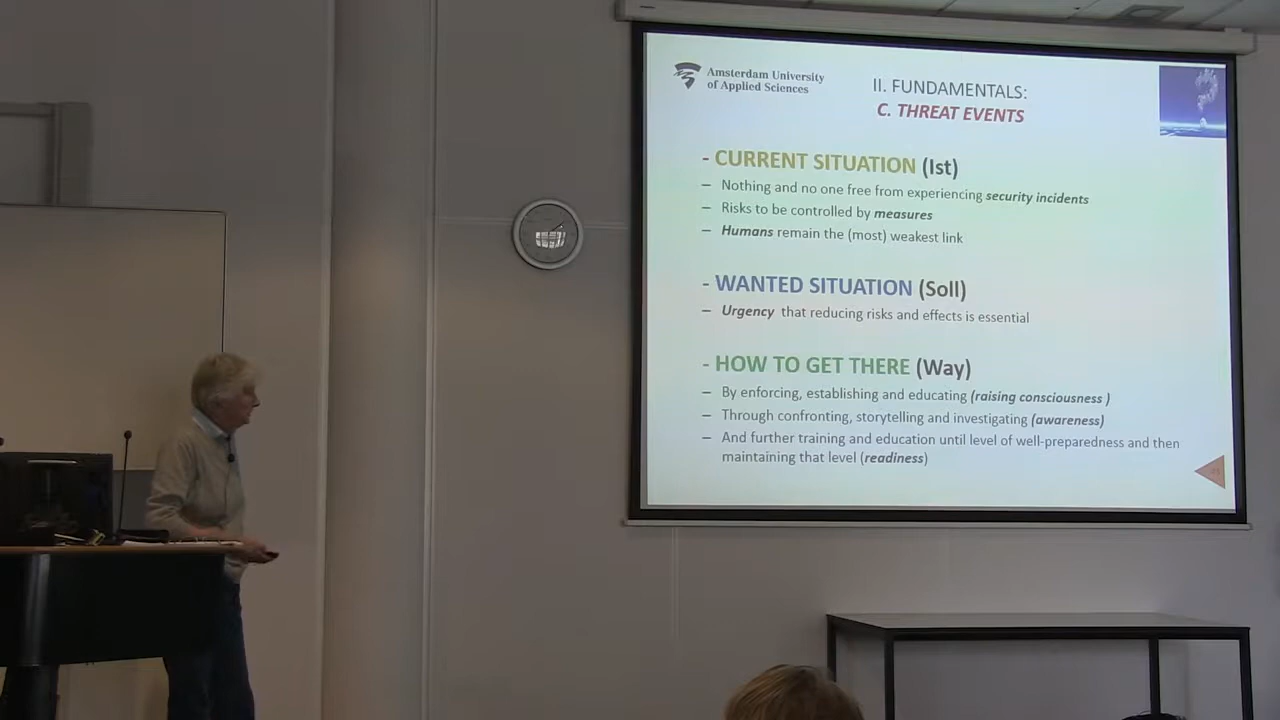 Amsterdam University
of Applied Sciences
II. FUNDAMENTALS:
C. THREAT EVENTS
- CURRENT SITUATION (Ist)
– Nothing and no one free from experiencing security incidents
– Risks to be controlled by measures
– Humans remain the (most) weakest link
- WANTED SITUATION (Soll)
– Urgency that reducing risks and effects is essential
- HOW TO GET THERE (Way)
– By enforcing, establishing and educating (raising consciousness )
– Through confronting, storytelling and investigating (awareness)
– And further training and education until level of well-preparedness and then
maintaining that level (readiness)